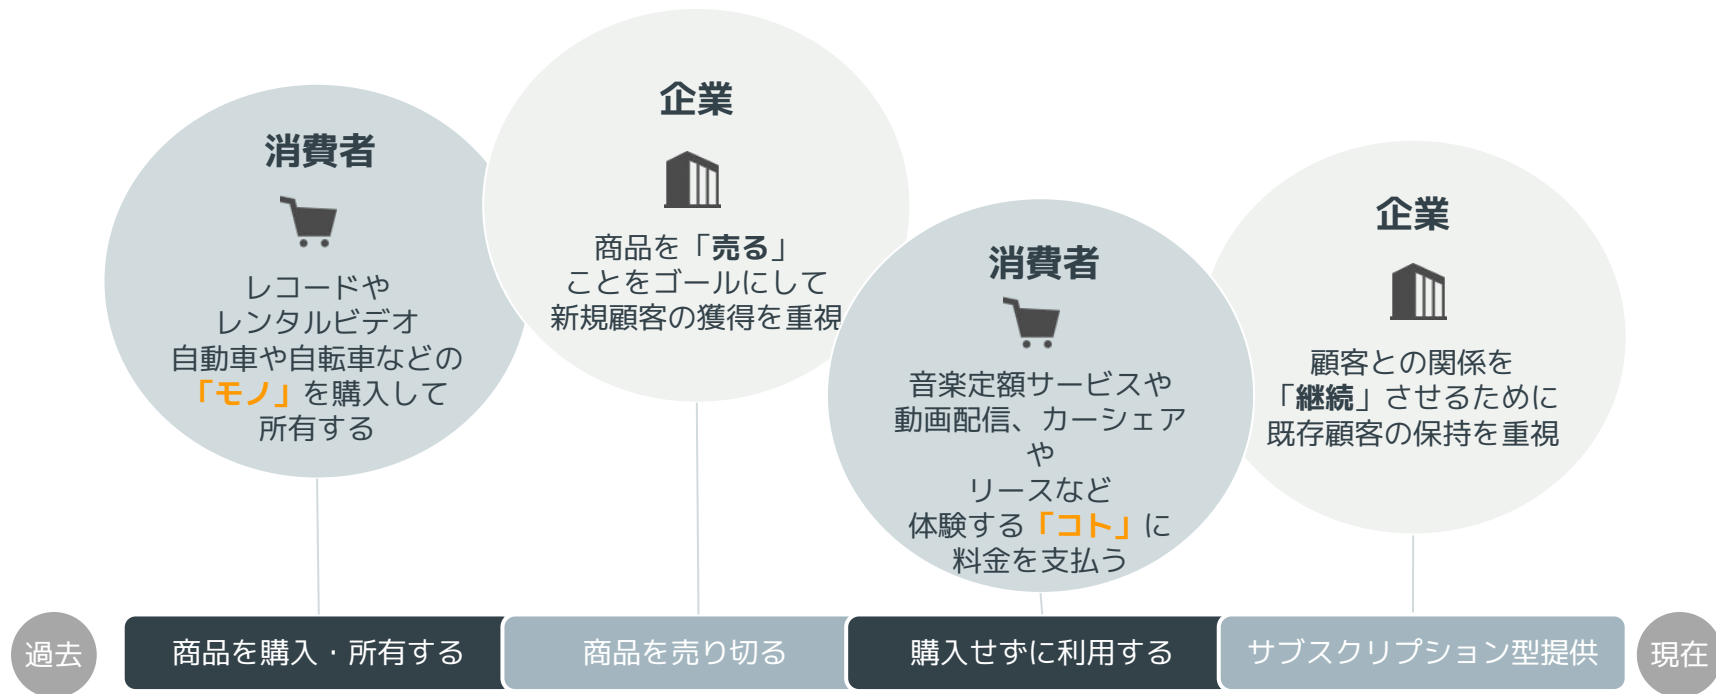 消費者
レコードや
レンタルビデオ
自動車や自転車などの
「モノ」を購入して
所有する
企業
商品を「売る」
ことをゴールにして
新規顧客の獲得を重視
消費者
音楽定額サービスや
動画配信、カーシェア
や
リースなど
体験する「コト」に
料金を支払う
企業
顧客との関係を
「継続」させるために
既存顧客の保持を重視
過去
商品を購入・所有する
商品を売り切る
購入せずに利用する
サブスクリプション型提供
現在